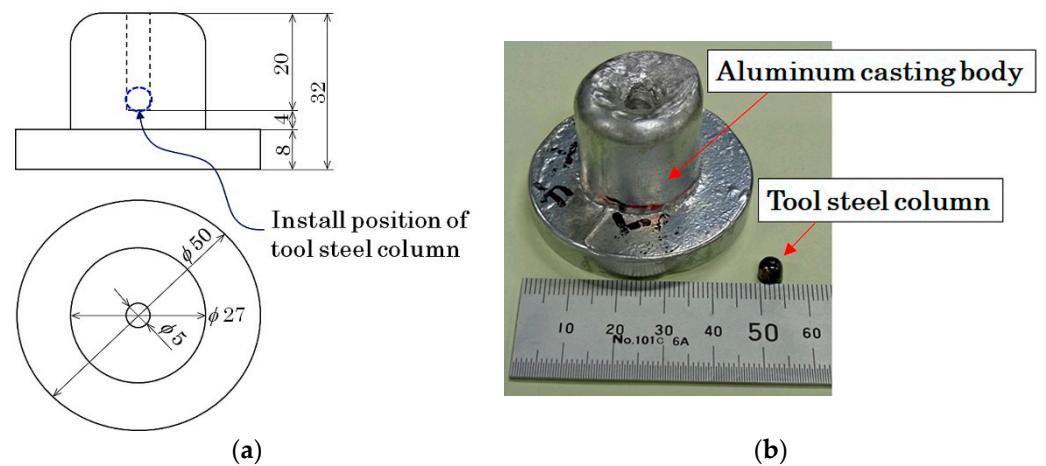 20
32
4
8
Install position of
tool steel column
φ50
φ27
φ5
(a)
Aluminum casting body
Tool steel column
10 20 30 40 50 60
No.101C 6A
(b)